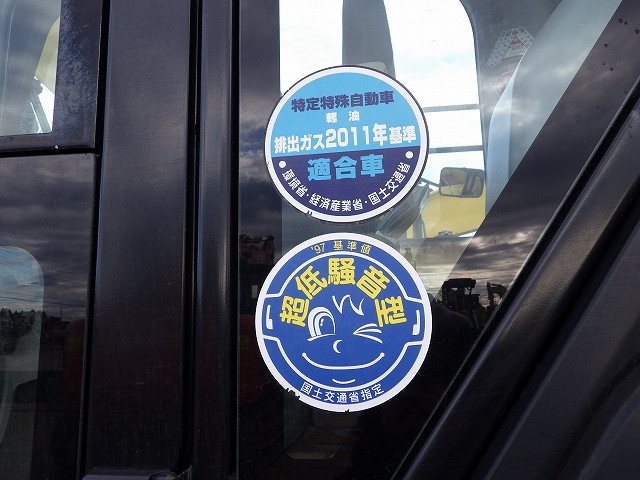 特定特殊自動車
軽油
排出ガス2011年基準
適合車
・環境省・経済産業省・国土交通省・
'97 基準値
超低騒音型
国土交通省指定